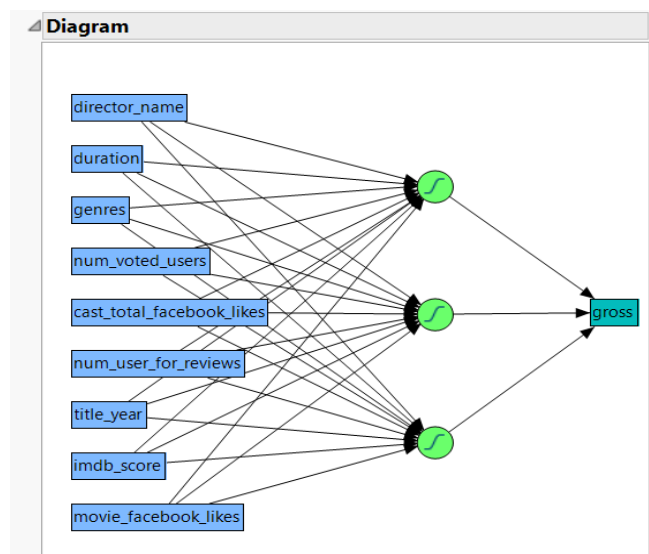 Diagram
director_name
duration
genres
num_voted_users
cast_total_facebook_likes
num_user_for_reviews
title_year
imdb_score
movie_facebook_likes
gross